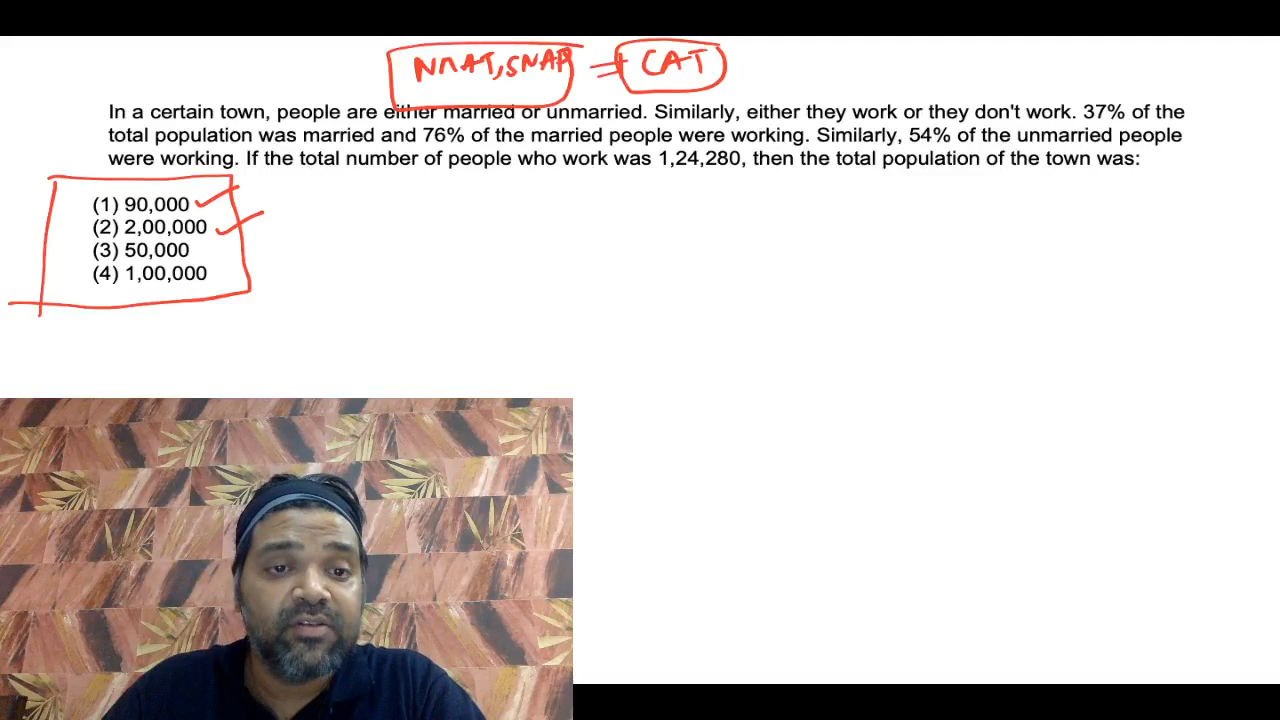 NMAT, SNAP ⇒ CAT
In a certain town, people are either married or unmarried. Similarly, either they work or they don't work. 37% of the
total population was married and 76% of the married people were working. Similarly, 54% of the unmarried people
were working. If the total number of people who work was 1,24,280, then the total population of the town was:
(1) 90,000
(2) 2,00,000
(3) 50,000
(4) 1,00,000